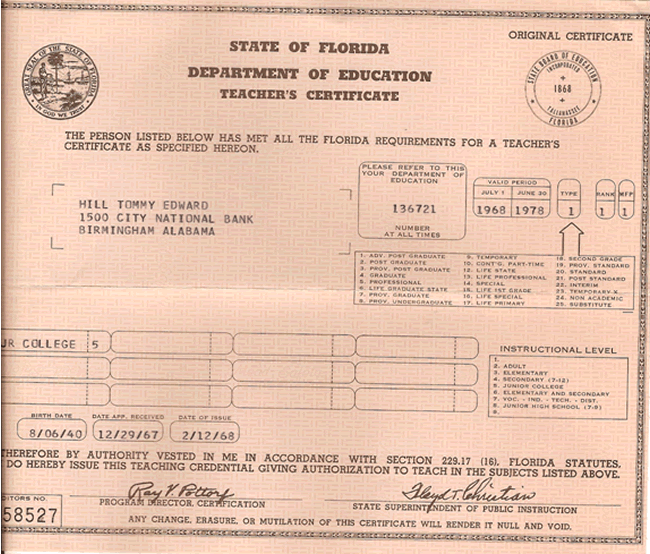 ORIGINAL CERTIFICATE
STATE OF FLORIDA
DEPARTMENT OF EDUCATION
TEACHER'S CERTIFICATE
GREAT SEAL OF THE STATE OF FLORIDA
IN GOD WE TRUST
STATE BOARD OF EDUCATION
INCORPORATED
1868
TALLAHASSEE
FLORIDA
THE PERSON LISTED BELOW HAS MET ALL THE FLORIDA REQUIREMENTS FOR A TEACHER'S
CERTIFICATE AS SPECIFIED HEREON.
HILL TOMMY EDWARD
1500 CITY NATIONAL BANK
BIRMINGHAM ALABAMA
PLEASE REFER TO THIS
YOUR DEPARTMENT OF
EDUCATION
136721
NUMBER
AT ALL TIMES
VALID PERIOD
JULY 1 JUNE 30
1968 1978
TYPE
1
RANK
1
MFP
1
1. ADV. POST GRADUATE
2. POST GRADUATE
3. PROV. POST GRADUATE
4. GRADUATE
5. PROFESSIONAL
6. LIFE GRADUATE STATE
7. PROV. GRADUATE
8. PROV. UNDERGRADUATE
9. TEMPORARY
10. CONT'G. PART-TIME
12. LIFE STATE
13. LIFE PROFESSIONAL
14. SPECIAL
15. LIFE 1ST GRADE
16. LIFE SPECIAL
17. LIFE PRIMARY
18. SECOND GRADE
19. PROV. STANDARD
20. STANDARD
21. POST STANDARD
22. INTERIM
23. TEMPORARY-X
24. NON ACADEMIC
25. SUBSTITUTE
UR COLLEGE 5
INSTRUCTIONAL LEVEL
1.
2. ADULT
3. ELEMENTARY
4. SECONDARY (7-12)
5. JUNIOR COLLEGE
6. ELEMENTARY AND SECONDARY
7. VOC. - IND. - TECH. - DIST.
8. JUNIOR HIGH SCHOOL (7-9)
9.
BIRTH DATE
8/06/40
DATE APP. RECEIVED
12/29/67
DATE OF ISSUE
2/12/68
THEREFORE BY AUTHORITY VESTED IN ME IN ACCORDANCE WITH SECTION 229.17 (16), FLORIDA STATUTES,
DO HEREBY ISSUE THIS TEACHING CREDENTIAL GIVING AUTHORIZATION TO TEACH IN THE SUBJECTS LISTED ABOVE.
DITORS NO.
58527
Ray V. Pottorf
PROGRAM DIRECTOR, CERTIFICATION
Floyd T. Christian
STATE SUPERINTENDENT OF PUBLIC INSTRUCTION
ANY CHANGE, ERASURE, OR MUTILATION OF THIS CERTIFICATE WILL RENDER IT NULL AND VOID.